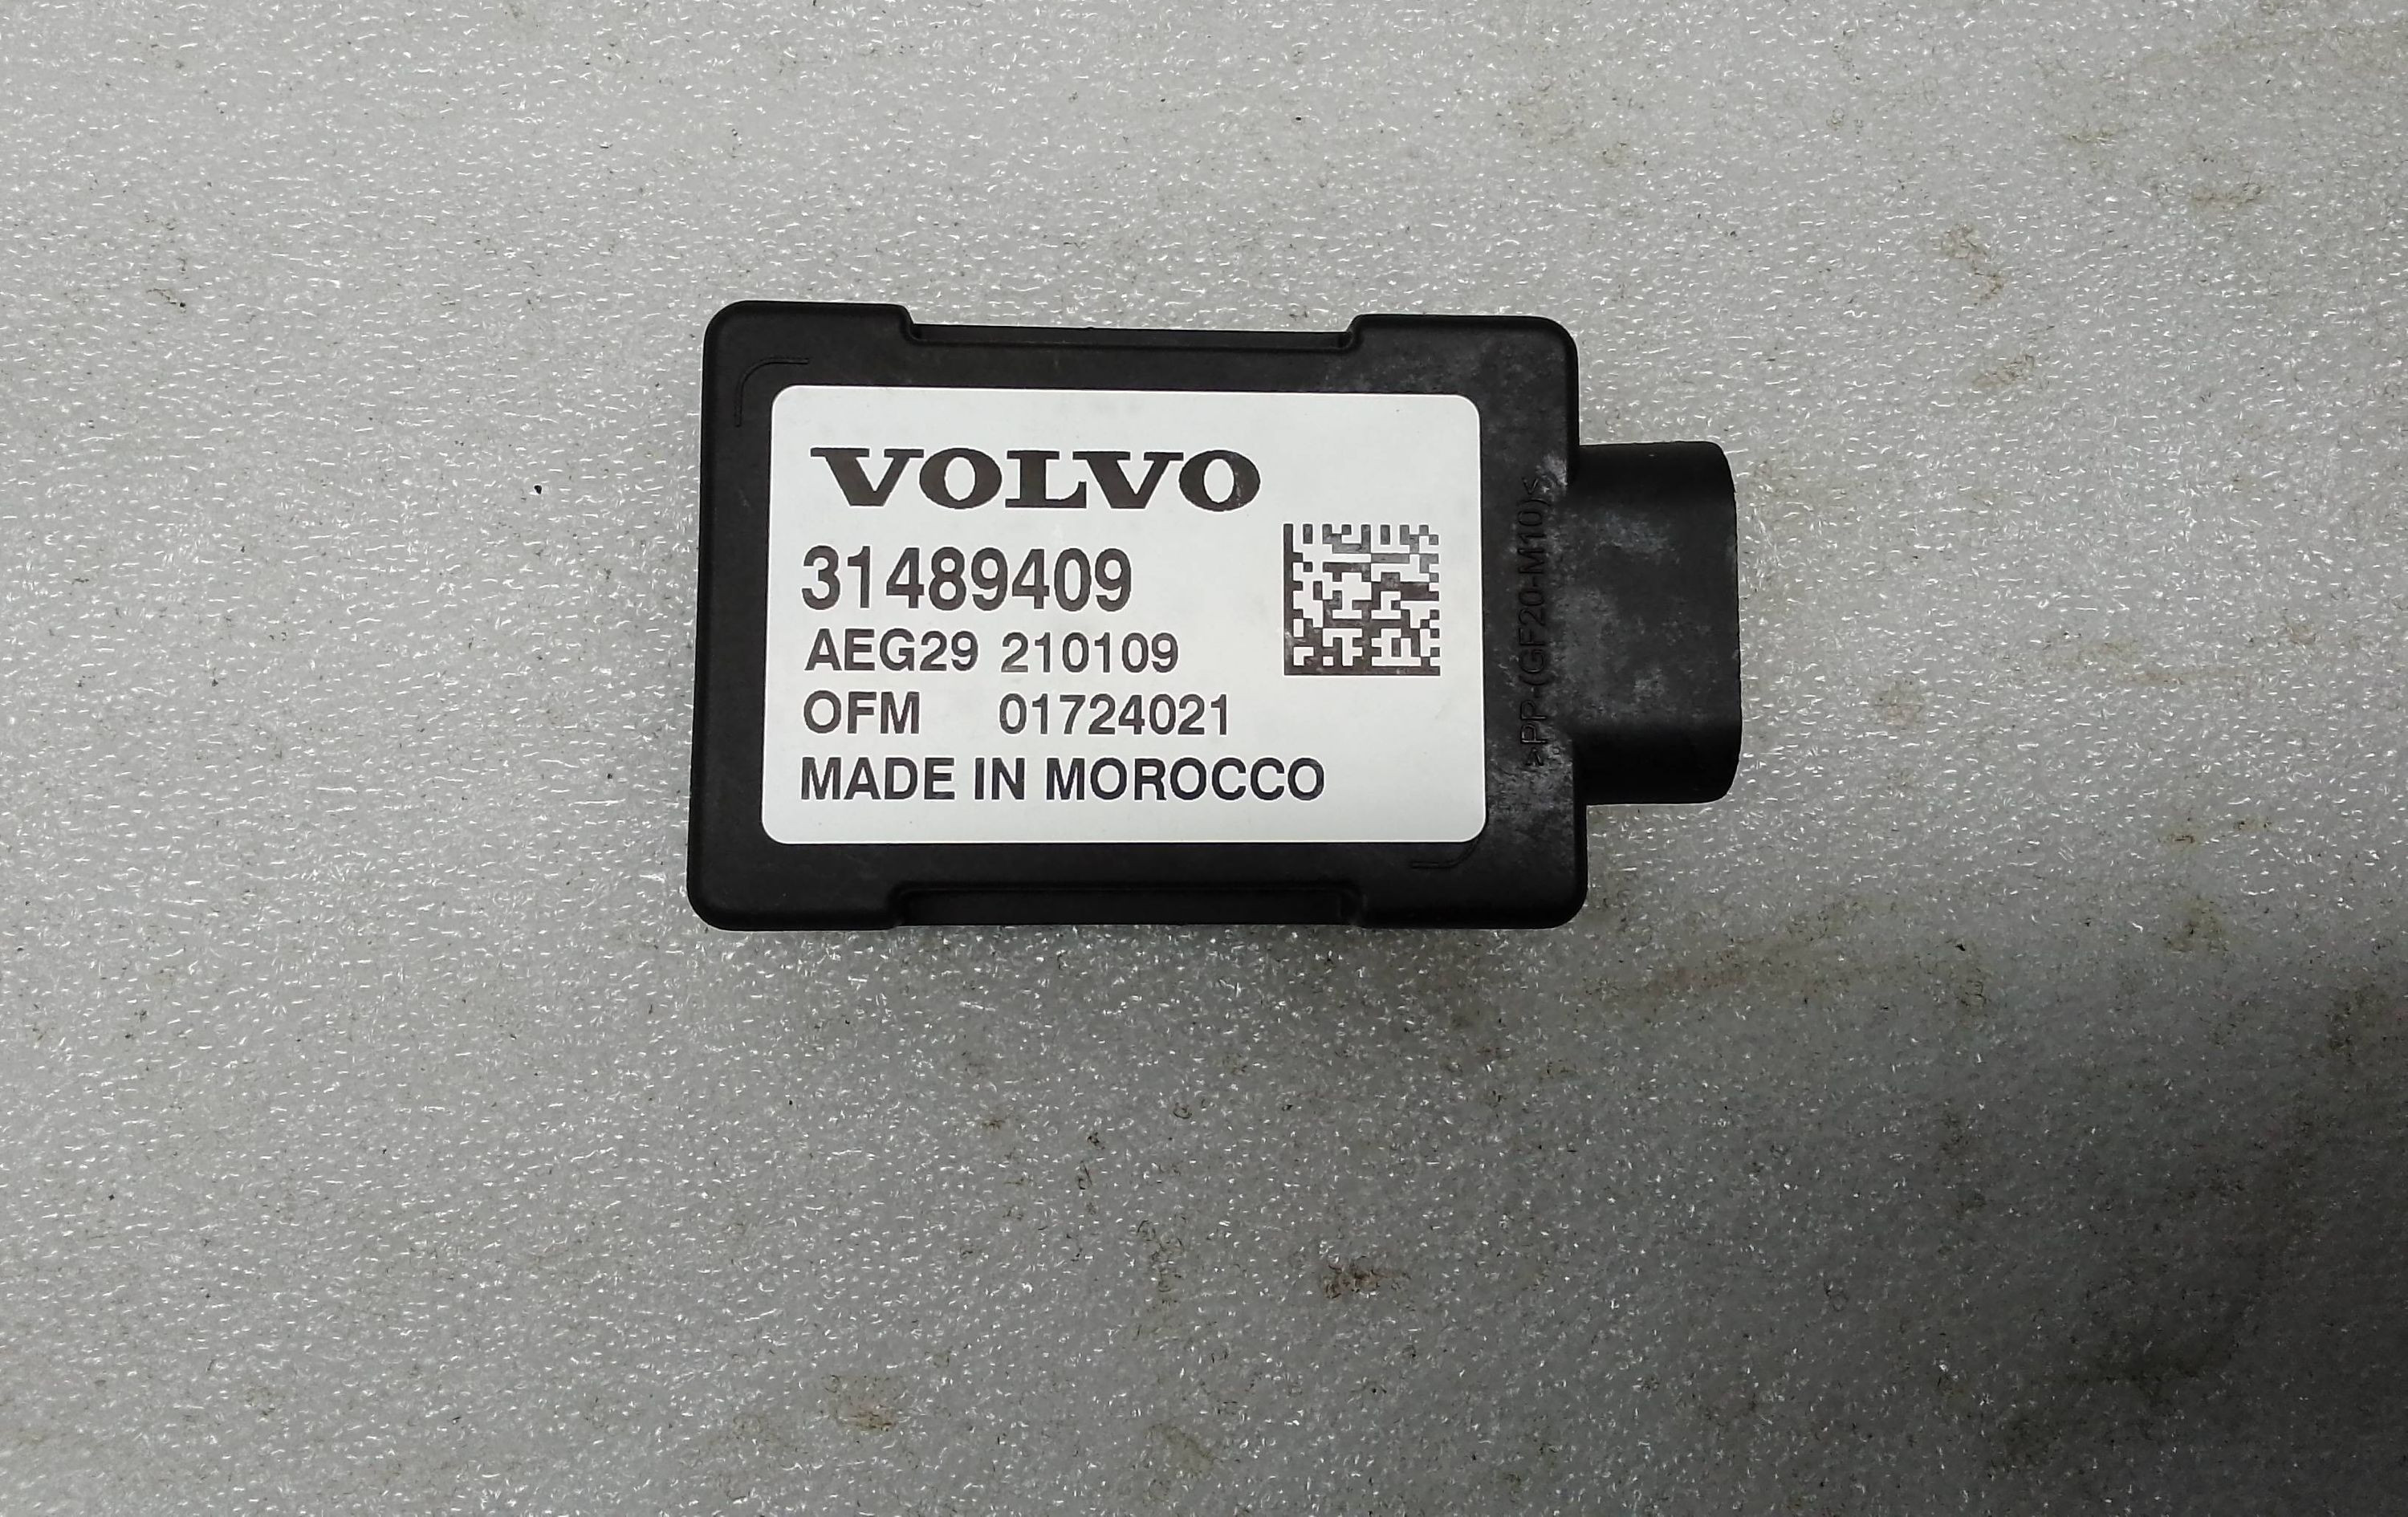 VOLVO
31489409
AEG29 210109
OFM 01724021
MADE IN MOROCCO
>PP-(GF20-M10)<